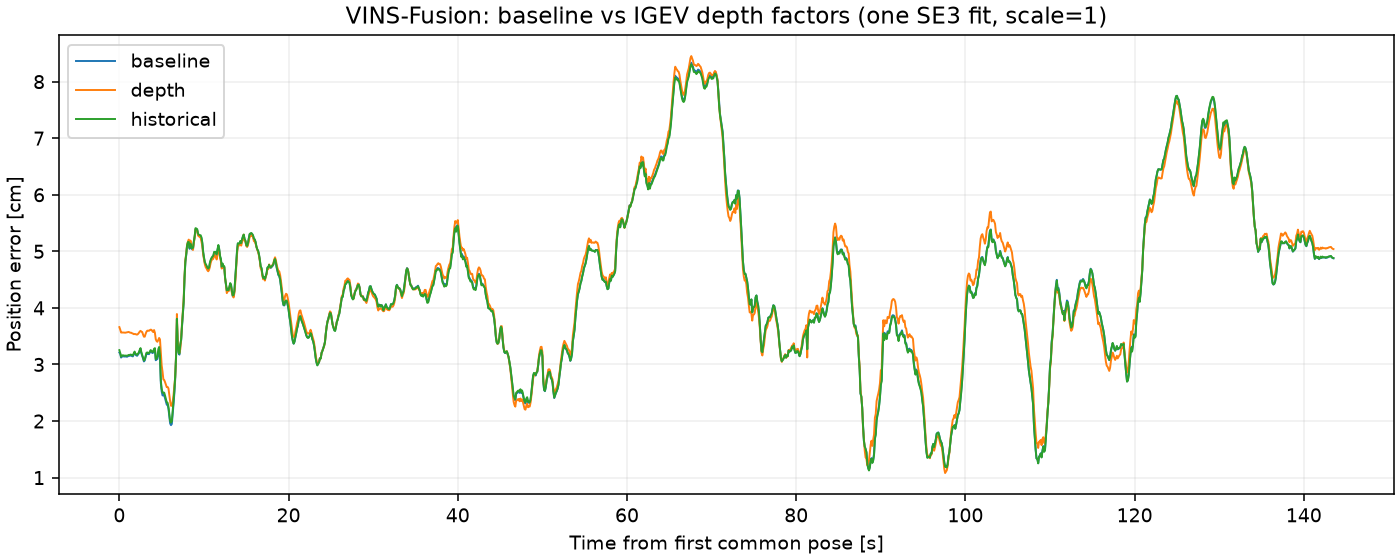 VINS-Fusion: baseline vs IGEV depth factors (one SE3 fit, scale=1)
baseline
depth
historical
Position error [cm]
8
7
6
5
4
3
2
1
0 20 40 60 80 100 120 140
Time from first common pose [s]